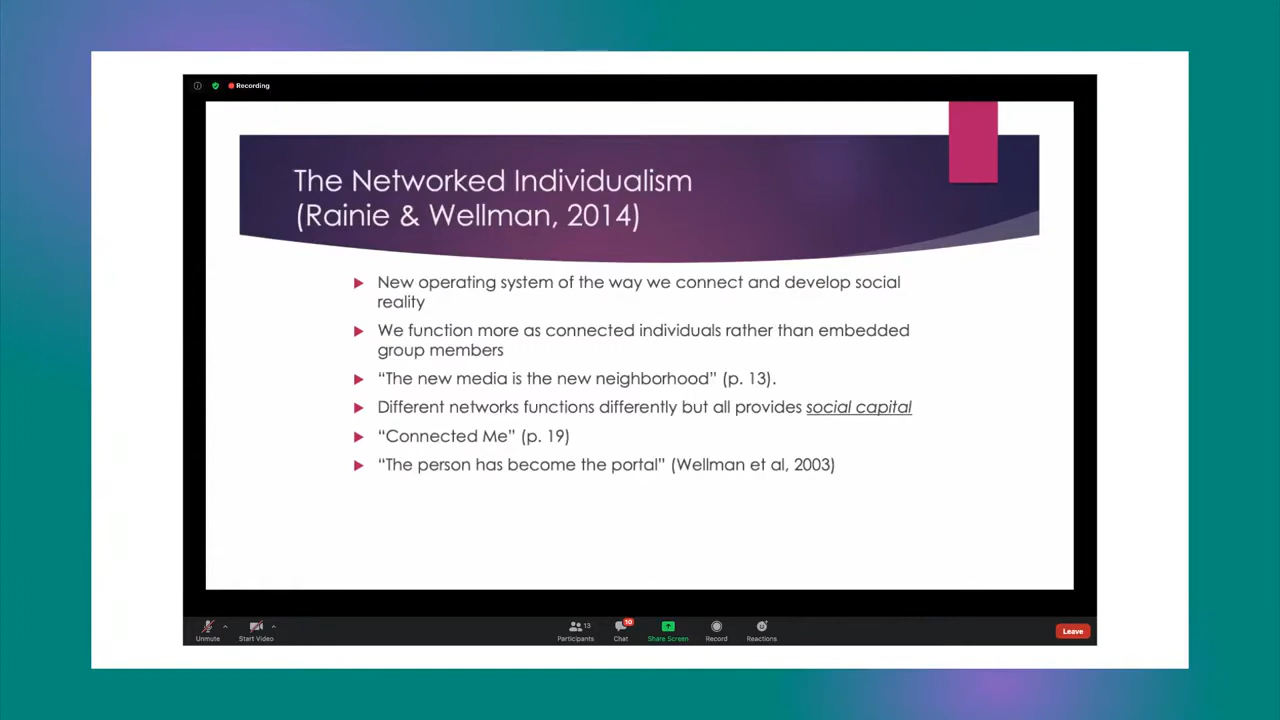 Recording
The Networked Individualism
(Rainie & Wellman, 2014)
New operating system of the way we connect and develop social
reality
We function more as connected individuals rather than embedded
group members
“The new media is the new neighborhood” (p. 13).
Different networks functions differently but all provides social capital
“Connected Me” (p. 19)
“The person has become the portal” (Wellman et al, 2003)
13
10
Unmute
Start Video
Participants
Chat
Share Screen
Record
Reactions
Leave